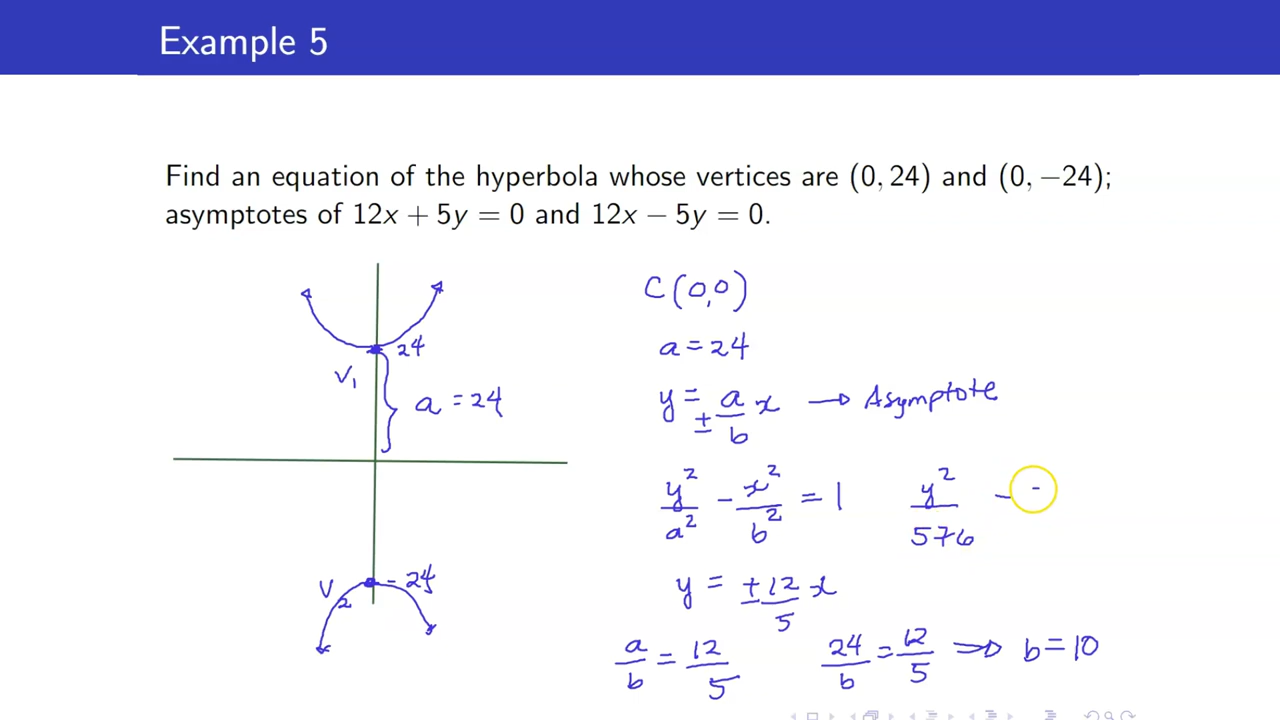 Example 5
Find an equation of the hyperbola whose vertices are (0, 24) and (0, −24);
asymptotes of 12x + 5y = 0 and 12x − 5y = 0.
24
V₁
a = 24
V₂
-24
C(0,0)
a = 24
y = ± a/b x → Asymptote
y²/a² - x²/b² = 1
y²/576 -
y = ± 12/5 x
a/b = 12/5
24/b = 12/5 ⟹ b = 10